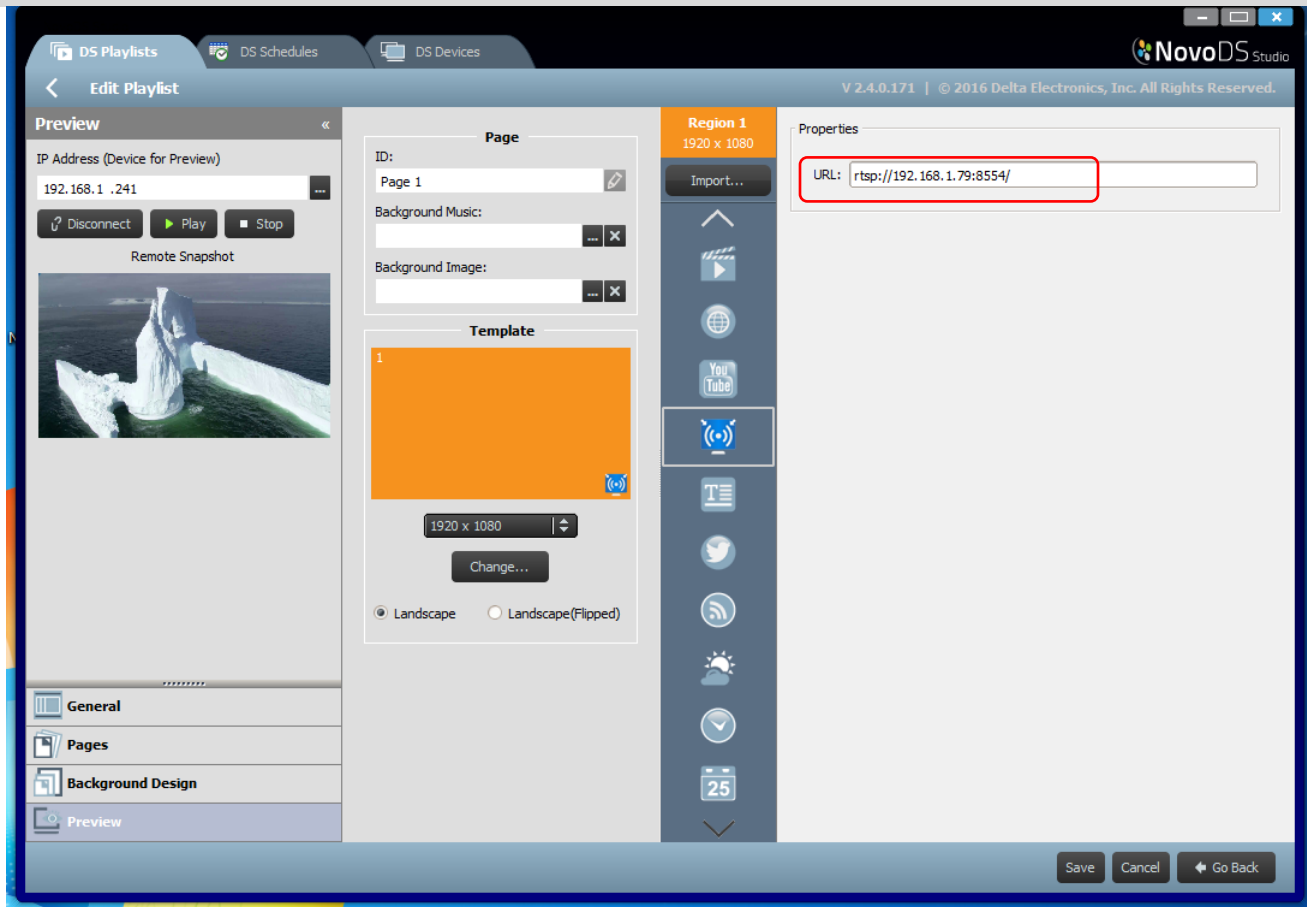 DS Playlists
DS Schedules
DS Devices
NovoDS Studio
Edit Playlist
V 2.4.0.171 | © 2016 Delta Electronics, Inc. All Rights Reserved.
Preview «
IP Address (Device for Preview)
192.168.1 .241
...
Disconnect
Play
Stop
Remote Snapshot
General
Pages
Background Design
Preview
Page
ID:
Page 1
Background Music:
...
Background Image:
...
Template
1
1920 x 1080
Change...
Landscape
Landscape(Flipped)
Region 1
1920 x 1080
Import...
You
Tube
T
25
Properties
URL: rtsp://192.168.1.79:8554/
Save
Cancel
Go Back
N